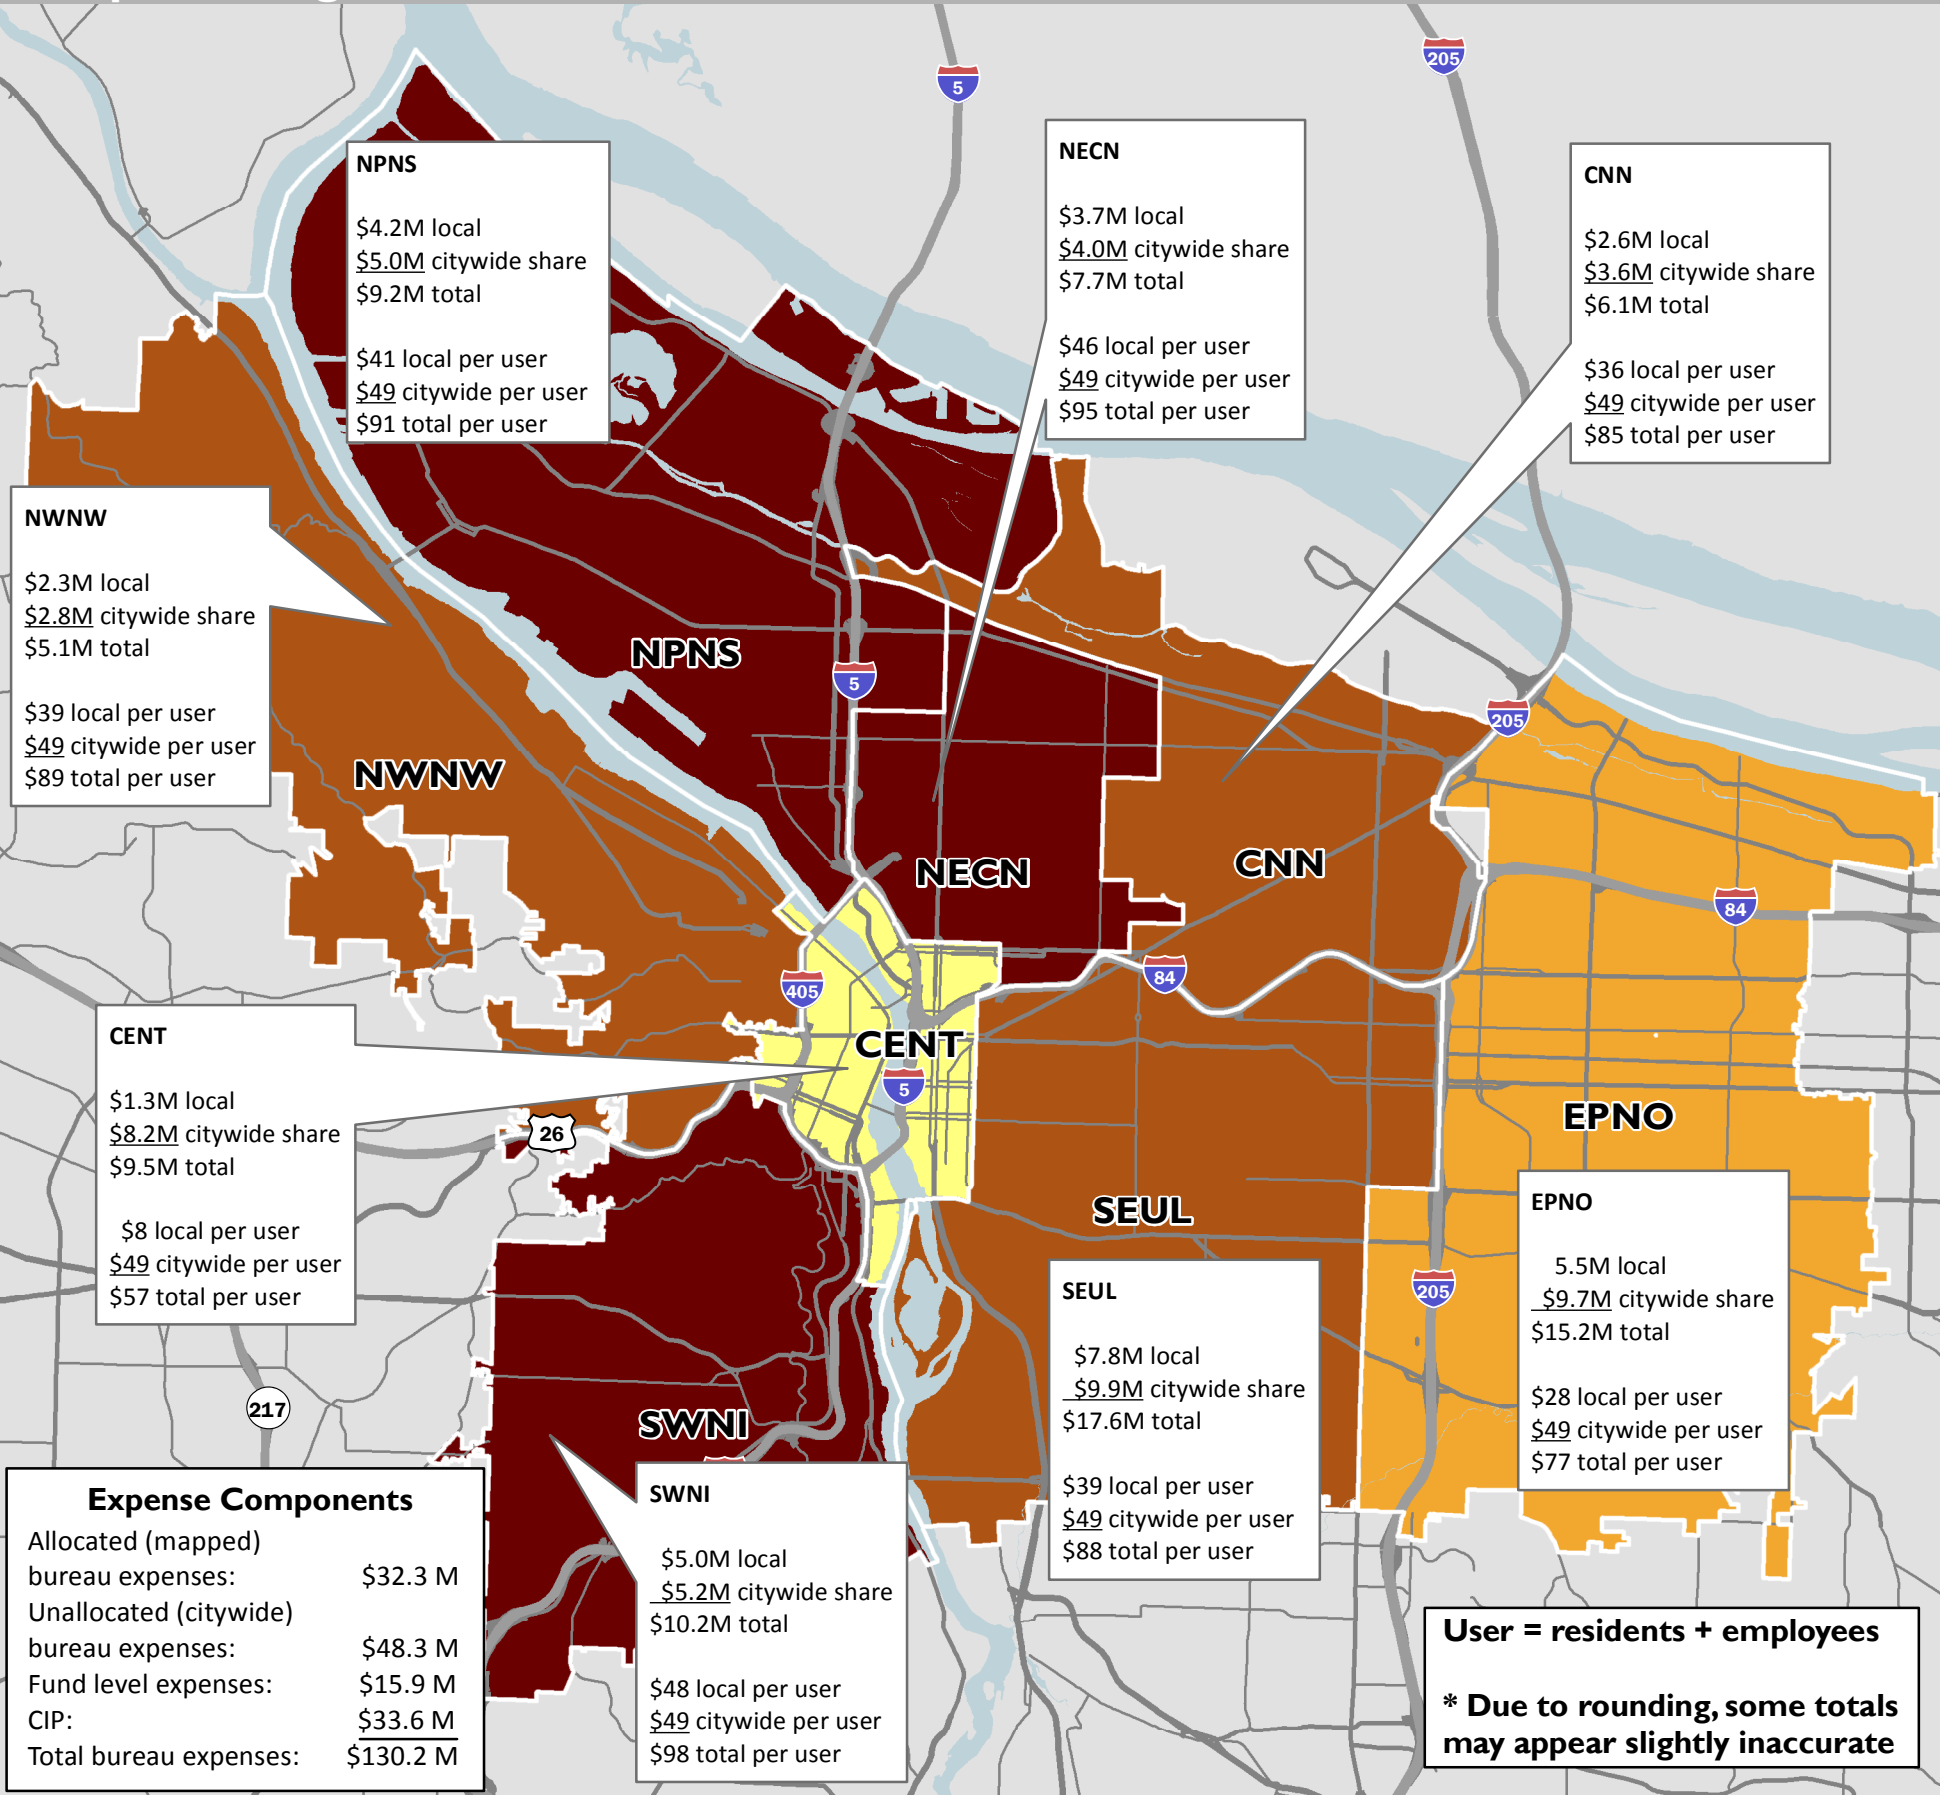 5
205
NPNS
$4.2M local
$5.0M citywide share
$9.2M total
$41 local per user
$49 citywide per user
$91 total per user
NECN
$3.7M local
$4.0M citywide share
$7.7M total
$46 local per user
$49 citywide per user
$95 total per user
CNN
$2.6M local
$3.6M citywide share
$6.1M total
$36 local per user
$49 citywide per user
$85 total per user
NWNW
$2.3M local
$2.8M citywide share
$5.1M total
$39 local per user
$49 citywide per user
$89 total per user
NPNS
5
205
NWNW
NECN
CNN
84
405
84
CENT
5
CENT
$1.3M local
$8.2M citywide share
$9.5M total
$8 local per user
$49 citywide per user
$57 total per user
26
EPNO
SEUL
EPNO
5.5M local
$9.7M citywide share
$15.2M total
$28 local per user
$49 citywide per user
$77 total per user
205
SEUL
$7.8M local
$9.9M citywide share
$17.6M total
$39 local per user
$49 citywide per user
$88 total per user
217
SWNI
SWNI
$5.0M local
$5.2M citywide share
$10.2M total
$48 local per user
$49 citywide per user
$98 total per user
Expense Components
Allocated (mapped)
bureau expenses: $32.3 M
Unallocated (citywide)
bureau expenses: $48.3 M
Fund level expenses: $15.9 M
CIP: $33.6 M
Total bureau expenses: $130.2 M
User = residents + employees
* Due to rounding, some totals
may appear slightly inaccurate